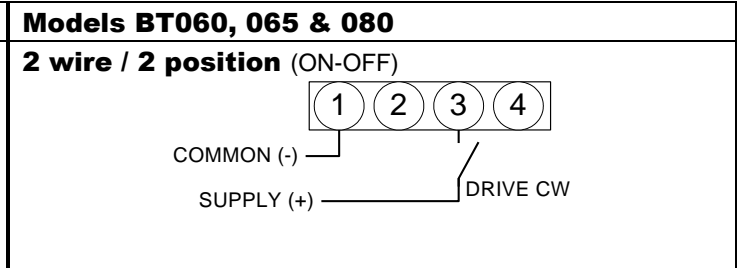 Models BT060, 065 & 080
2 wire / 2 position (ON-OFF)
1 2 3 4
COMMON (-)
DRIVE CW
SUPPLY (+)